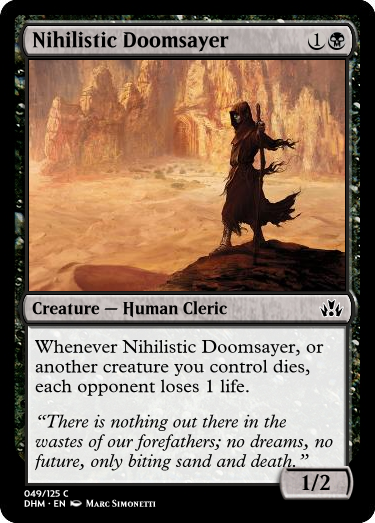 Nihilistic Doomsayer 1
Creature — Human Cleric
Whenever Nihilistic Doomsayer, or
another creature you control dies,
each opponent loses 1 life.
“There is nothing out there in the
wastes of our forefathers; no dreams, no
future, only biting sand and death.”
1/2
049/125 C
DHM • EN Marc Simonetti